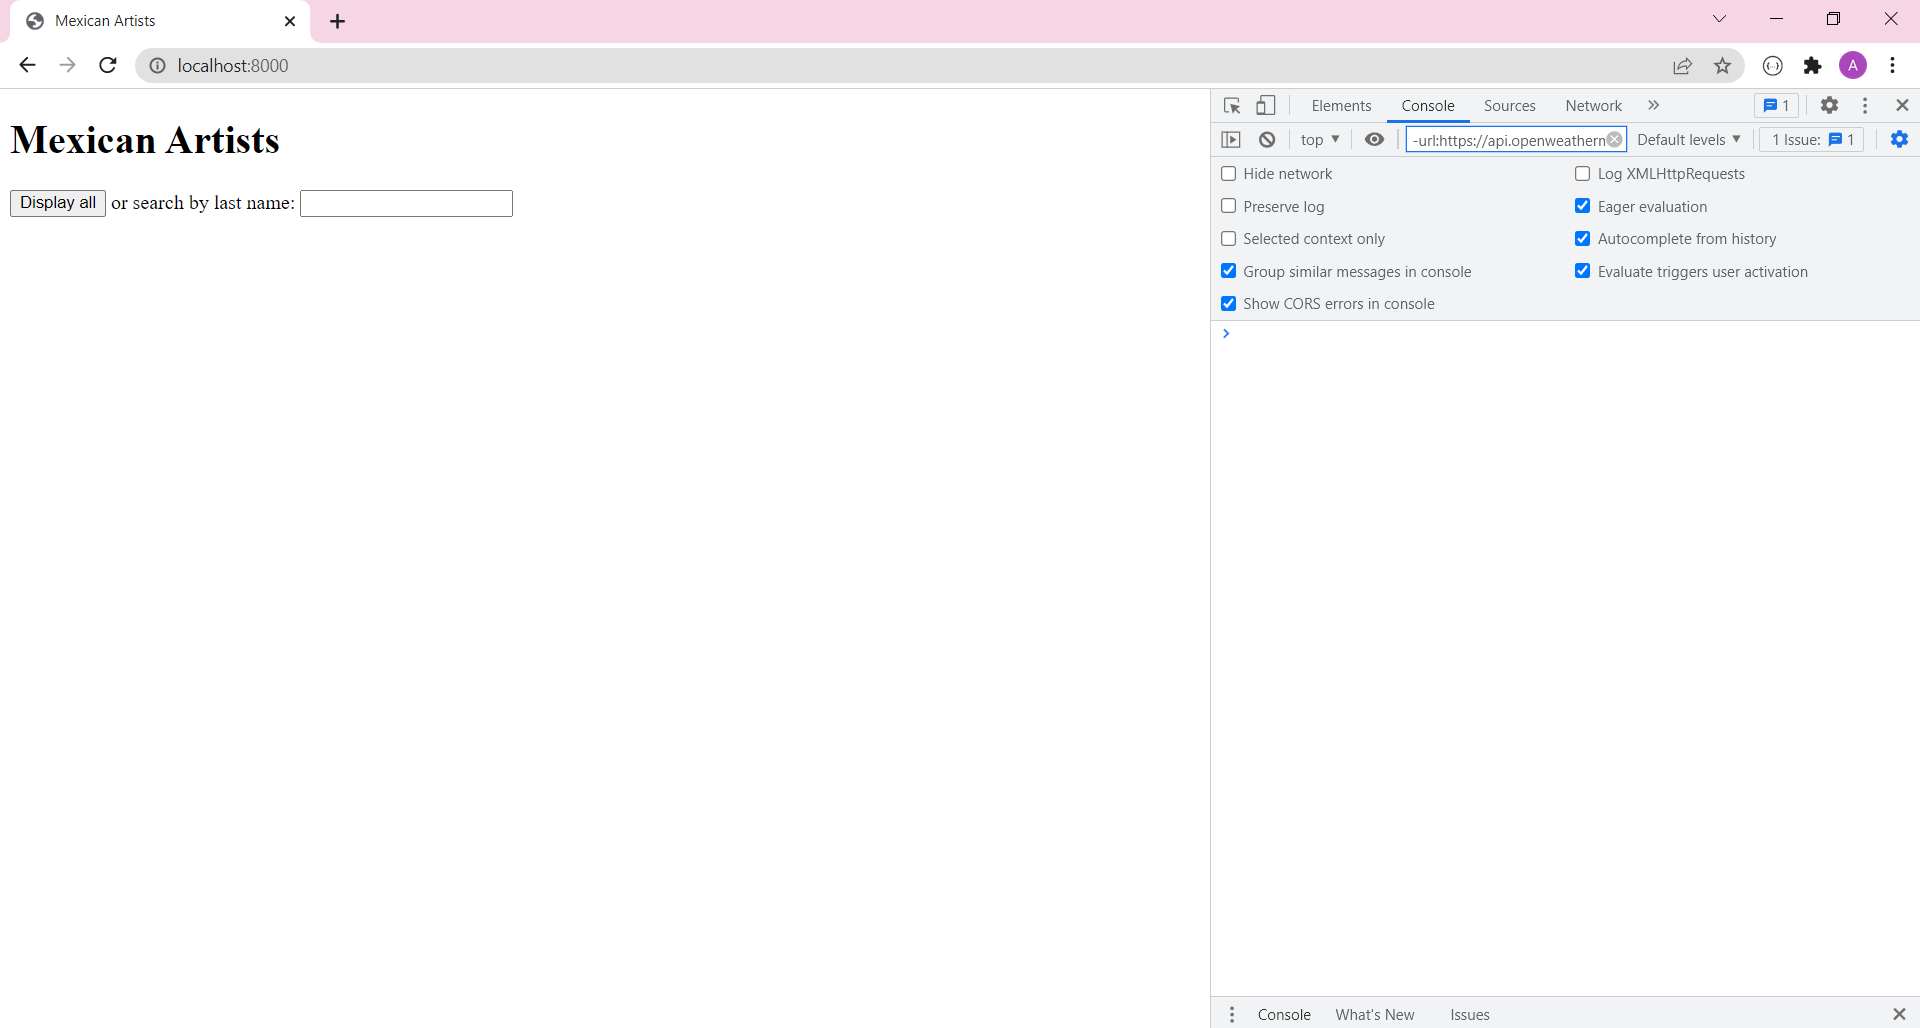 Mexican Artists
localhost:8000
A
Mexican Artists
Display all or search by last name:
Elements Console Sources Network 1
top -url:https://api.openweathern Default levels 1 Issue: 1
Hide network Log XMLHttpRequests
Preserve log Eager evaluation
Selected context only Autocomplete from history
Group similar messages in console Evaluate triggers user activation
Show CORS errors in console
Console What's New Issues